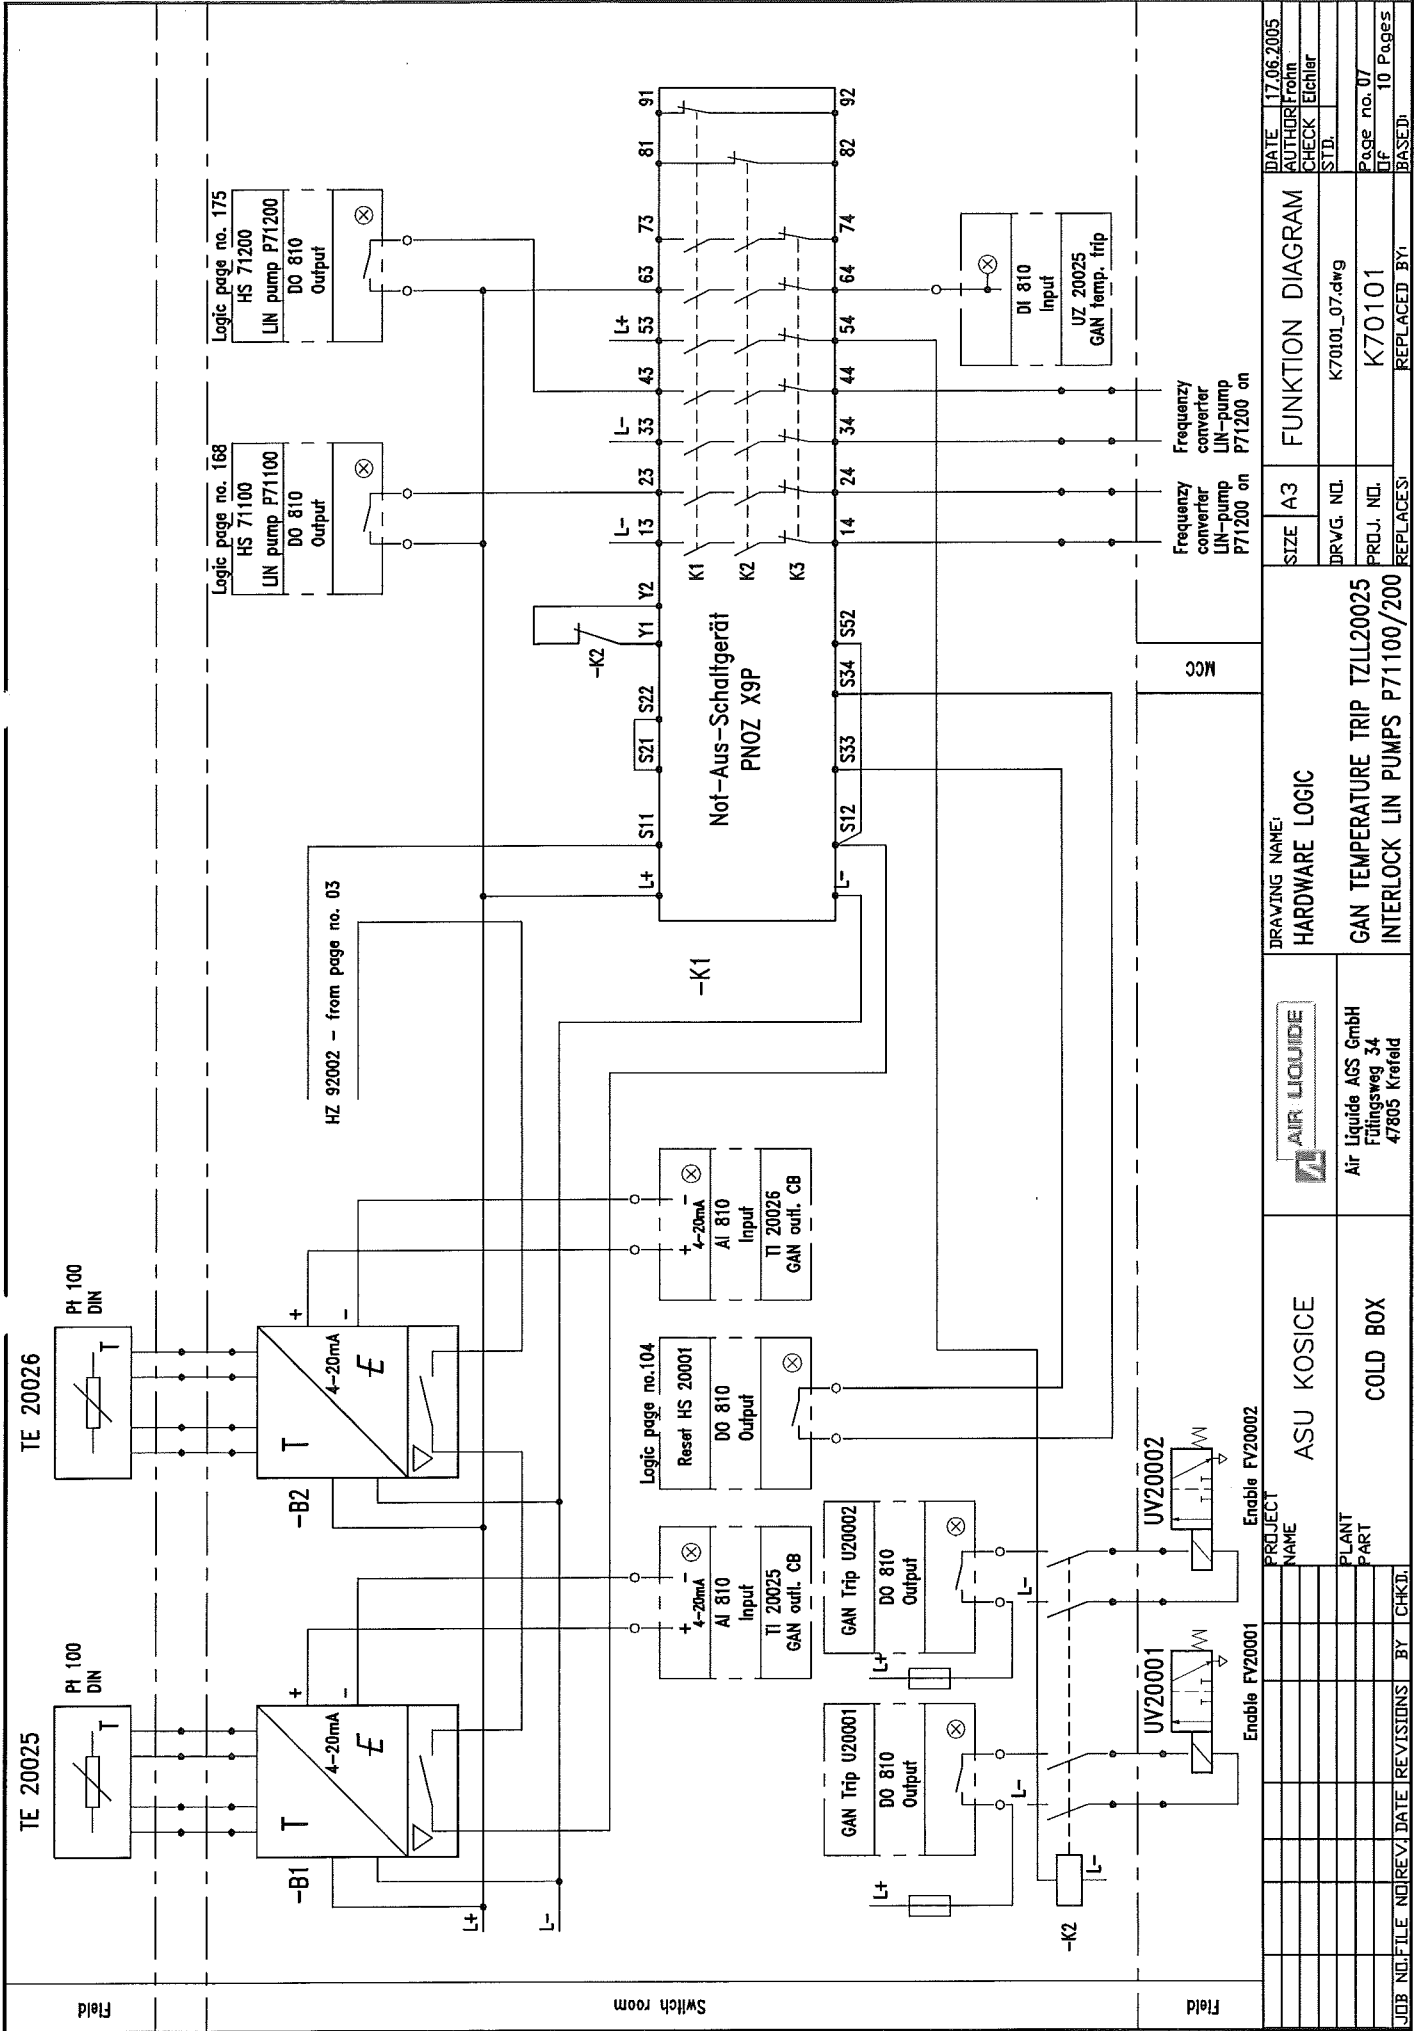 Field
Switch room
Field
MCC
TE 20025
Pt 100
DIN
T
TE 20026
Pt 100
DIN
T
-B1
T
4-20mA
E
+
-
-B2
T
4-20mA
E
+
-
L+
L-
HZ 92002 - from page no. 03
Logic page no. 168
HS 71100
LIN pump P71100
DO 810
Output
Logic page no. 175
HS 71200
LIN pump P71200
DO 810
Output
+ -
4-20mA
AI 810
Input
TI 20025
GAN outl. CB
Logic page no.104
Reset HS 20001
DO 810
Output
+ -
4-20mA
AI 810
Input
TI 20026
GAN outl. CB
-K1
L+
S11
S21
S22
Y1
Y2
L-
13
23
L-
33
43
L+
53
63
73
81
91
-K2
Not-Aus-Schaltgerät
PNOZ X9P
K1
K2
K3
L-
S12
S33
S34
S52
14
24
34
44
54
64
74
82
92
DI 810
Input
UZ 20025
GAN temp. trip
GAN Trip U20001
DO 810
Output
L+
L-
GAN Trip U20002
DO 810
Output
L+
L-
-K2
L-
UV20001
Enable FV20001
UV20002
Enable FV20002
Frequenzy
converter
LIN-pump
P71200 on
Frequenzy
converter
LIN-pump
P71200 on
JOB NO. FILE NO REV. DATE REVISIONS BY CHKD.
PROJECT
NAME
ASU KOSICE
PLANT
PART
COLD BOX
AIR LIQUIDE
Air Liquide AGS GmbH
Fütingsweg 34
47805 Krefeld
DRAWING NAME:
HARDWARE LOGIC
GAN TEMPERATURE TRIP TZLL20025
INTERLOCK LIN PUMPS P71100/200
SIZE A3
FUNKTION DIAGRAM
DRWG. NO.
K70101_07.dwg
PROJ. NO.
K70101
REPLACES:
REPLACED BY:
BASED:
DATE 17.06.2005
AUTHOR Frohn
CHECK Eichler
STD.
Page no. 07
Of 10 Pages